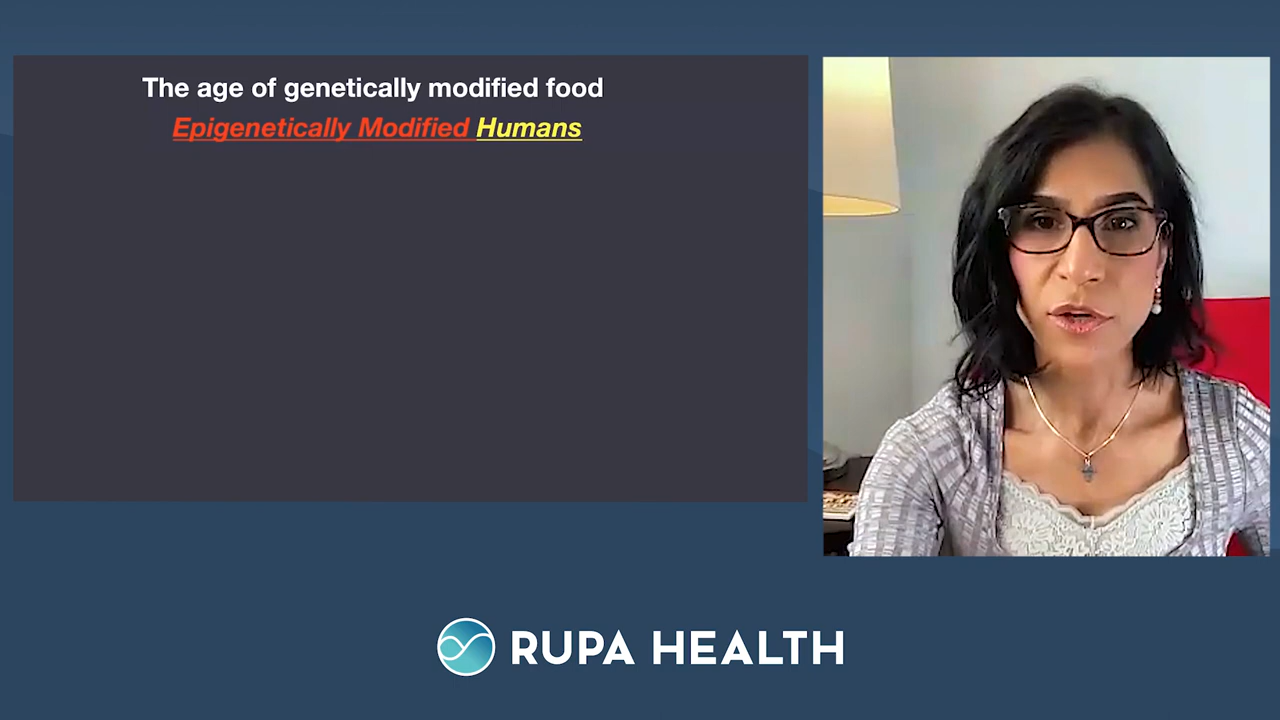 The age of genetically modified food
Epigenetically Modified Humans
RUPA HEALTH